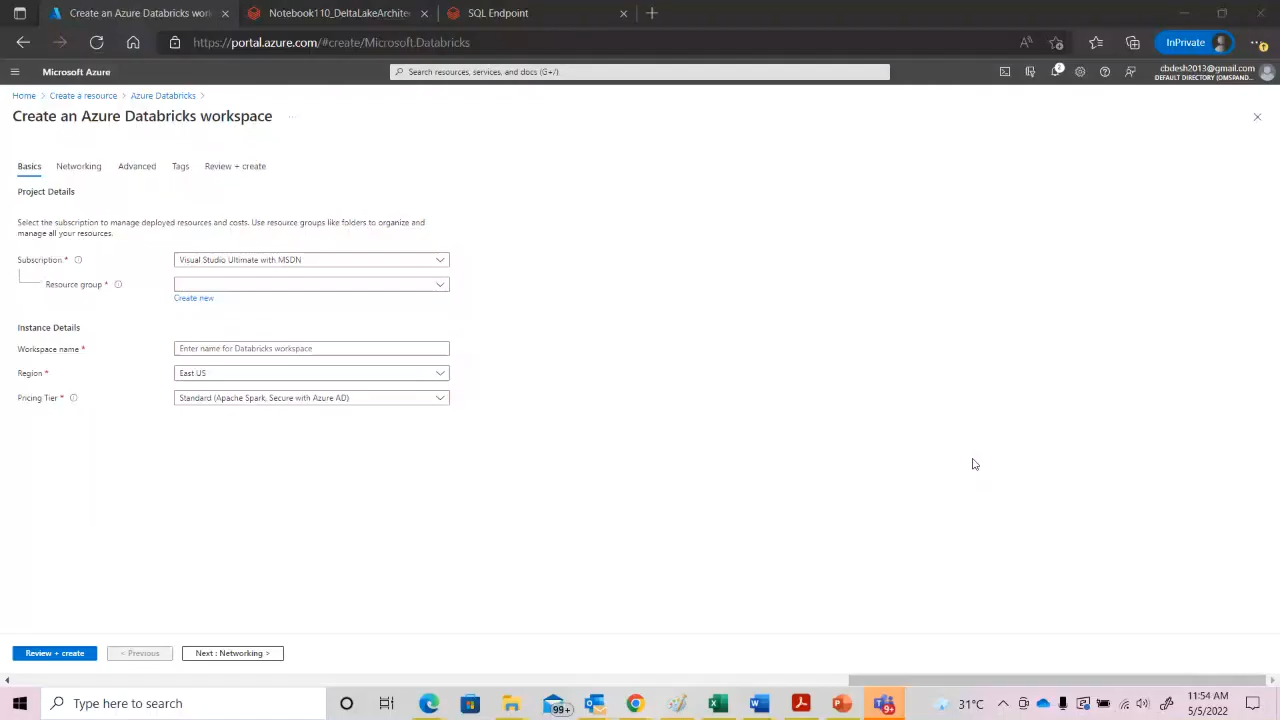 Create an Azure Databricks work
Notebook110_DeltaLakeArchite
SQL Endpoint
https://portal.azure.com/#create/Microsoft.Databricks
InPrivate
Microsoft Azure
Search resources, services, and docs (G+/)
2
cbdesh2013@gmail.com
DEFAULT DIRECTORY (OMSPAND...
Home > Create a resource > Azure Databricks >
Create an Azure Databricks workspace ...
Basics Networking Advanced Tags Review + create
Project Details
Select the subscription to manage deployed resources and costs. Use resource groups like folders to organize and
manage all your resources.
Subscription * Visual Studio Ultimate with MSDN
Resource group *
Create new
Instance Details
Workspace name * Enter name for Databricks workspace
Region * East US
Pricing Tier * Standard (Apache Spark, Secure with Azure AD)
Review + create < Previous Next : Networking >
Type here to search
99+
9+
31°C
11:54 AM
5/5/2022